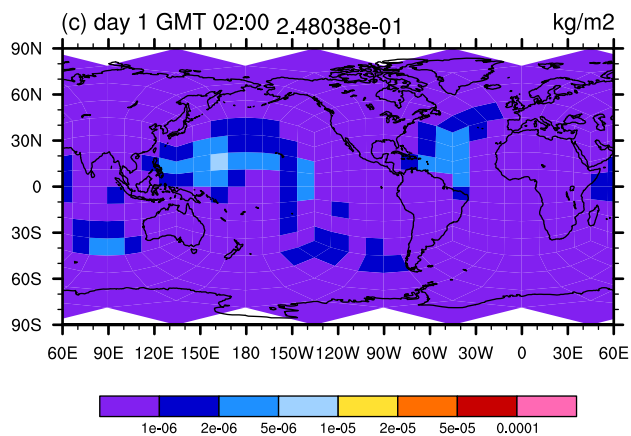 (c) day 1 GMT 02:00 2.48038e-01 kg/m2
90N
60N
30N
0
30S
60S
90S
60E 90E 120E 150E 180 150W 120W 90W 60W 30W 0 30E 60E
1e-06 2e-06 5e-06 1e-05 2e-05 5e-05 0.0001